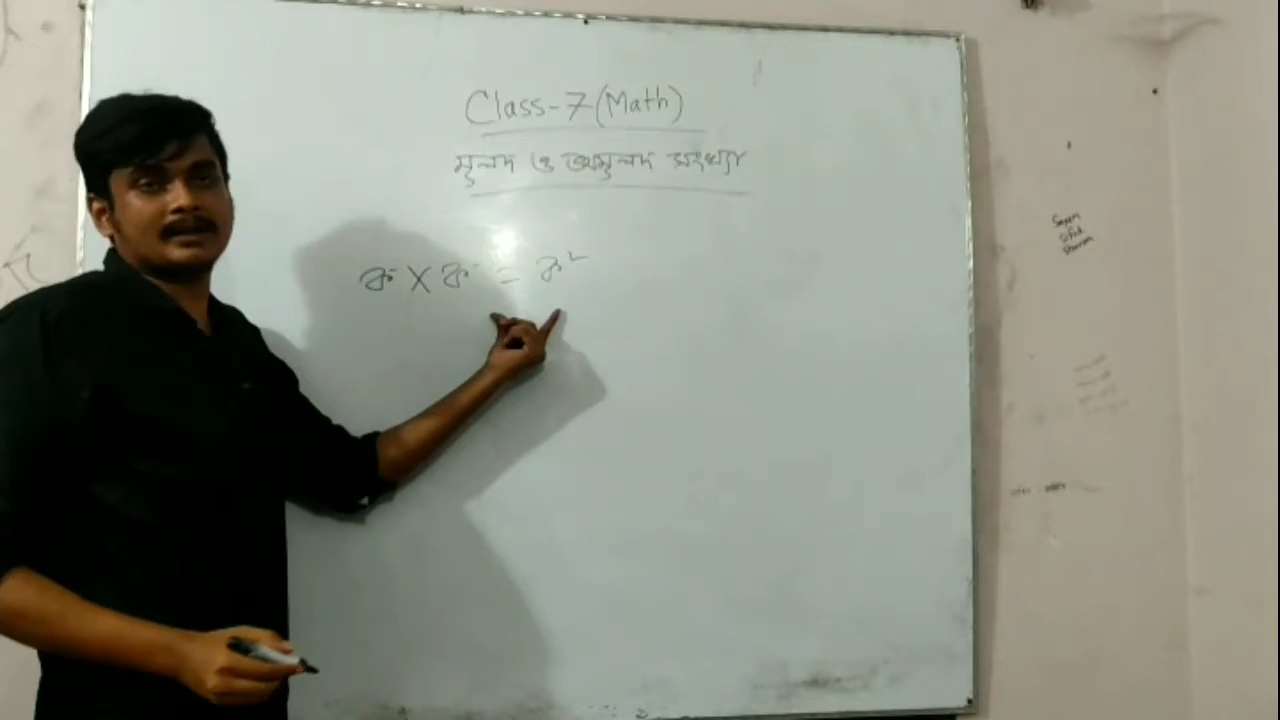 Class-7 (Math)
মূলদ ও অমূলদ সংখ্যা
ক × ক = ক²